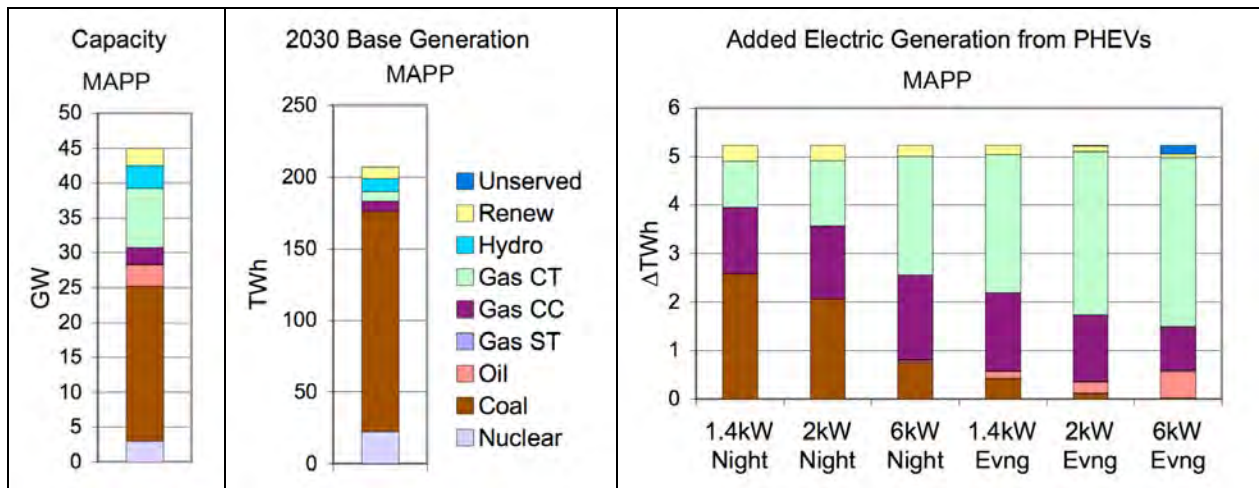 Capacity
MAPP
50
45
40
35
30
25
20
15
10
5
0
GW
2030 Base Generation
MAPP
250
200
150
100
50
0
TWh
Unserved
Renew
Hydro
Gas CT
Gas CC
Gas ST
Oil
Coal
Nuclear
Added Electric Generation from PHEVs
MAPP
6
5
4
3
2
1
0
ΔTWh
1.4kW 2kW 6kW 1.4kW 2kW 6kW
Night Night Night Evng Evng Evng